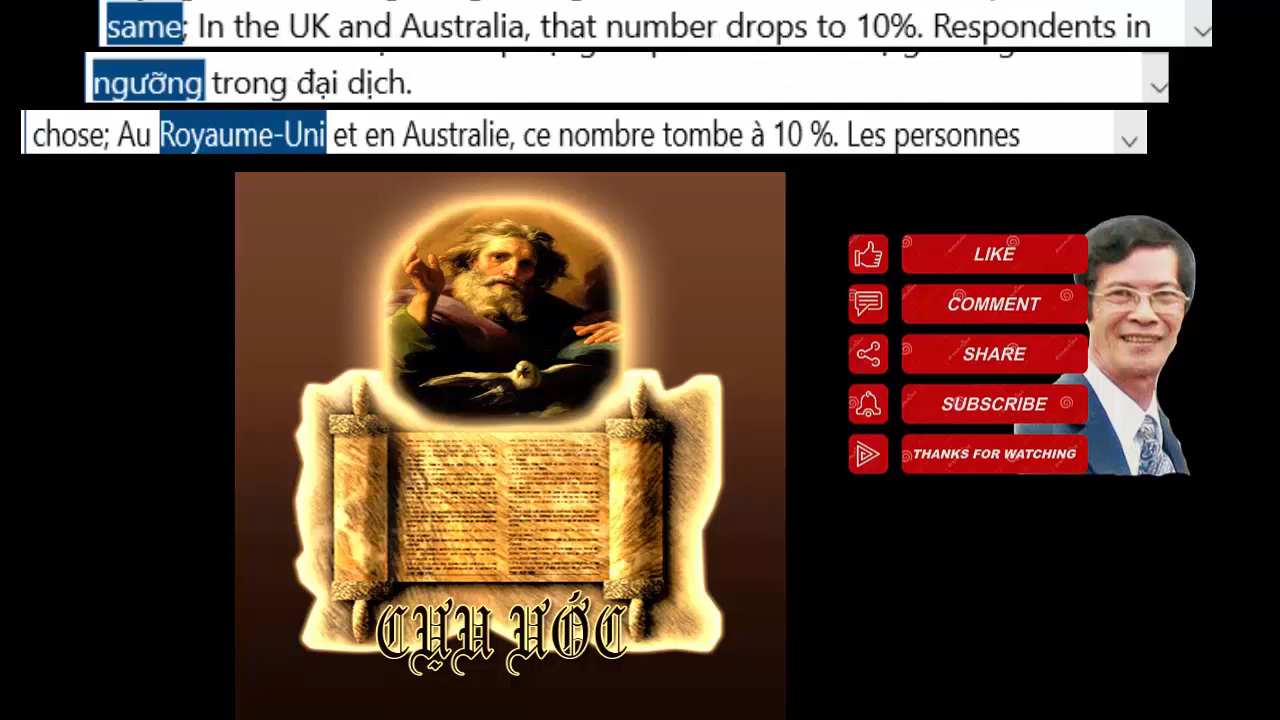 same; In the UK and Australia, that number drops to 10%. Respondents in
ngưỡng trong đại dịch.
chose; Au Royaume-Uni et en Australie, ce nombre tombe à 10 %. Les personnes
LIKE
COMMENT
SHARE
SUBSCRIBE
THANKS FOR WATCHING
CỰU ƯỚC